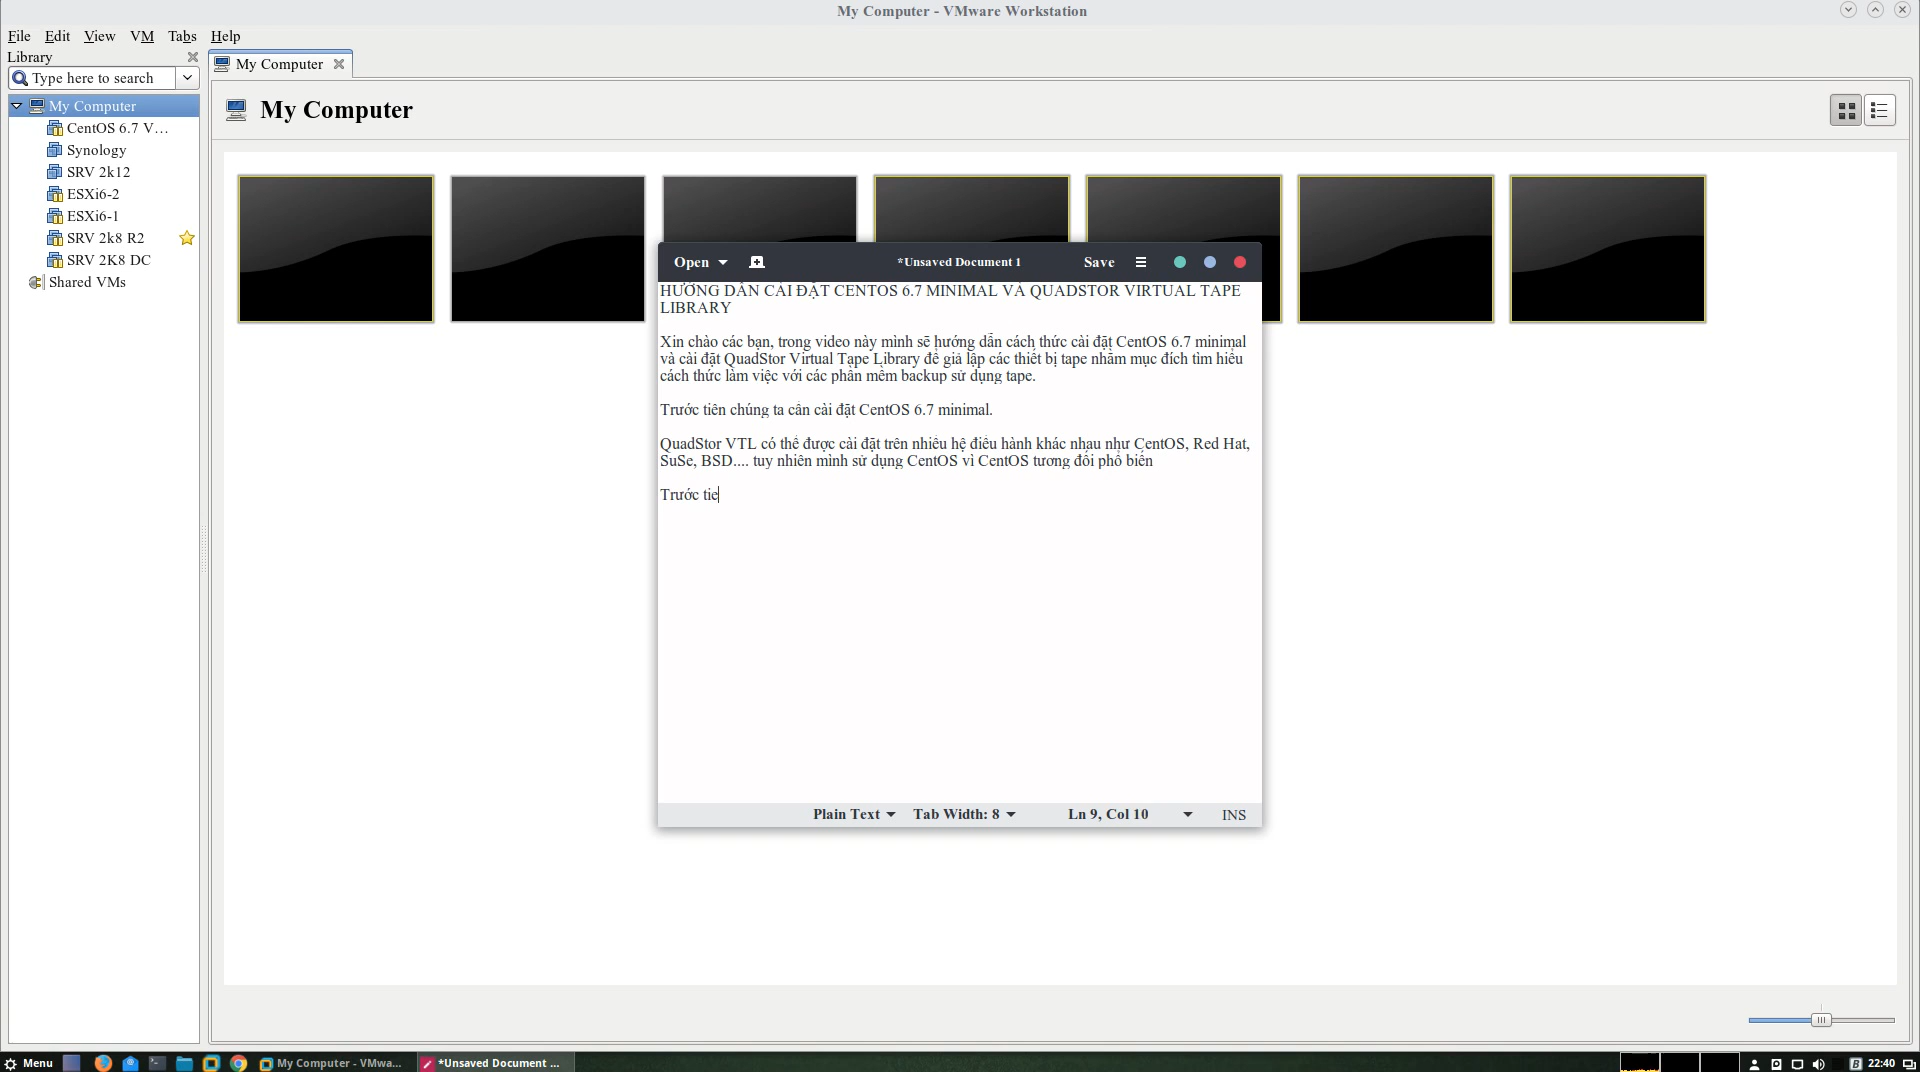 My Computer - VMware Workstation
File Edit View VM Tabs Help
Library
Type here to search
My Computer
CentOS 6.7 V...
Synology
SRV 2k12
ESXi6-2
ESXi6-1
SRV 2k8 R2
SRV 2K8 DC
Shared VMs
My Computer
My Computer
Open
*Unsaved Document 1
Save
HƯỚNG DẪN CÀI ĐẶT CENTOS 6.7 MINIMAL VÀ QUADSTOR VIRTUAL TAPE
LIBRARY
Xin chào các bạn, trong video này mình sẽ hướng dẫn cách thức cài đặt CentOS 6.7 minimal
và cài đặt QuadStor Virtual Tape Library để giả lập các thiết bị tape nhằm mục đích tìm hiểu
cách thức làm việc với các phần mềm backup sử dụng tape.
Trước tiên chúng ta cần cài đặt CentOS 6.7 minimal.
QuadStor VTL có thể được cài đặt trên nhiều hệ điều hành khác nhau như CentOS, Red Hat,
SuSe, BSD.... tuy nhiên mình sử dụng CentOS vì CentOS tương đối phổ biến
Trước tie
Plain Text
Tab Width: 8
Ln 9, Col 10
INS
Menu
My Computer - VMwa...
*Unsaved Document ...
B
22:40